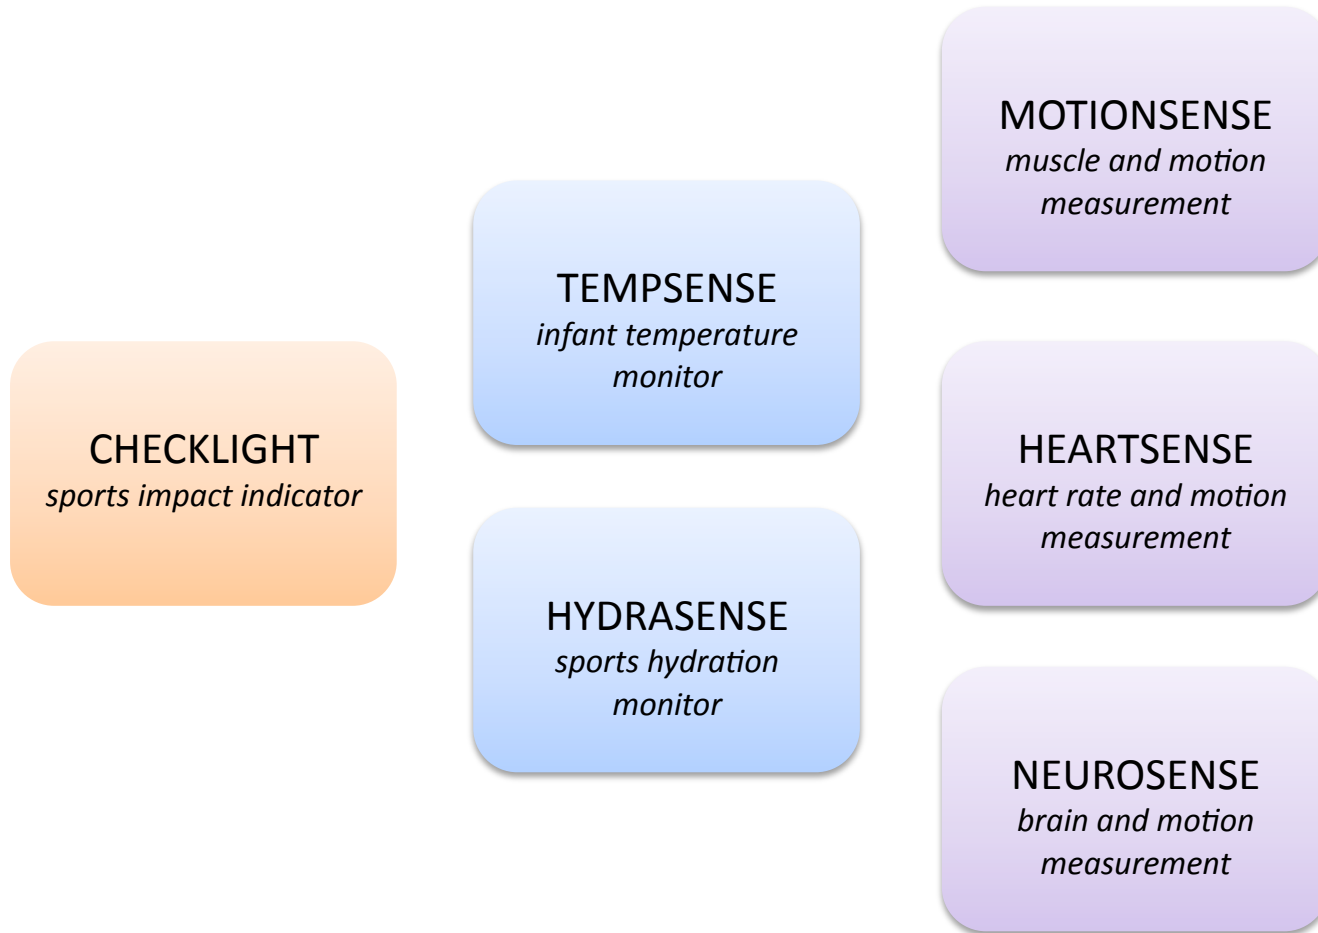 CHECKLIGHT
sports impact indicator
TEMPSENSE
infant temperature
monitor
HYDRASENSE
sports hydration
monitor
MOTIONSENSE
muscle and motion
measurement
HEARTSENSE
heart rate and motion
measurement
NEUROSENSE
brain and motion
measurement